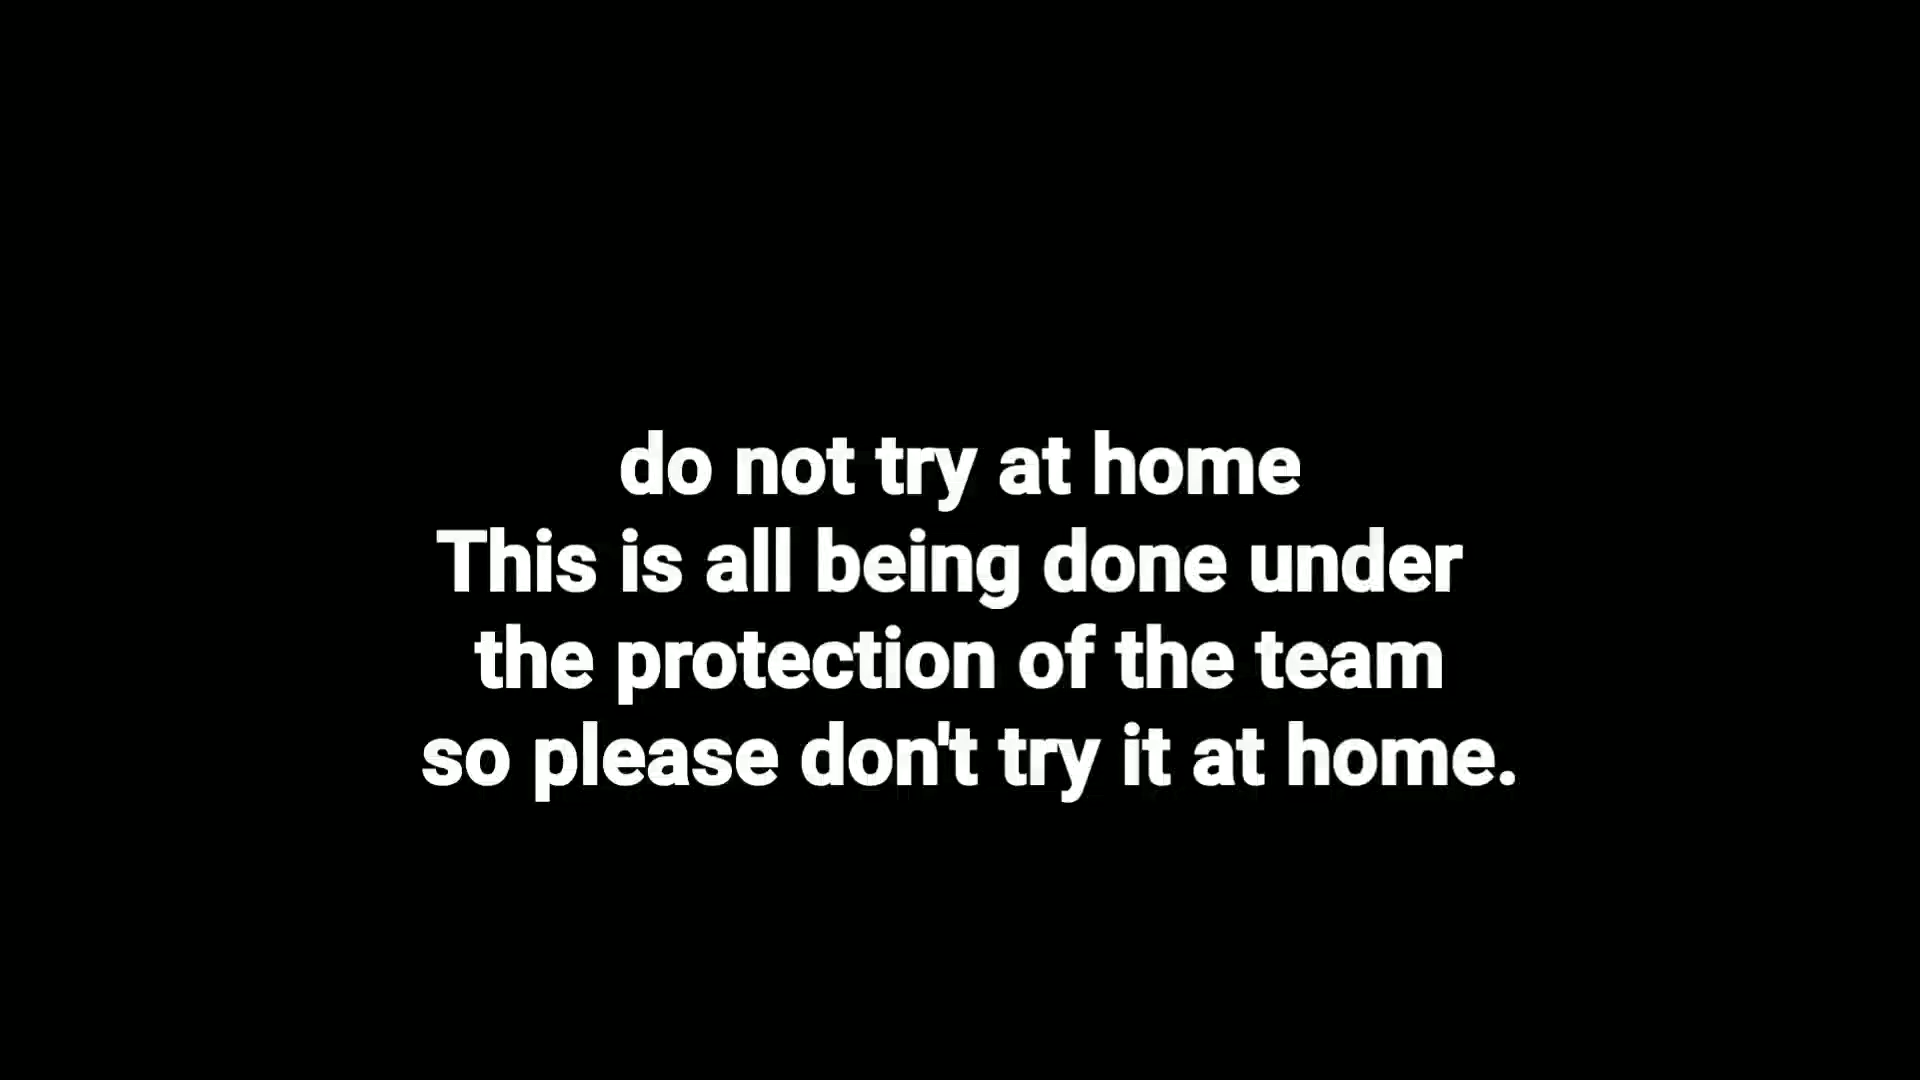 do not try at home
This is all being done under
the protection of the team
so please don't try it at home.